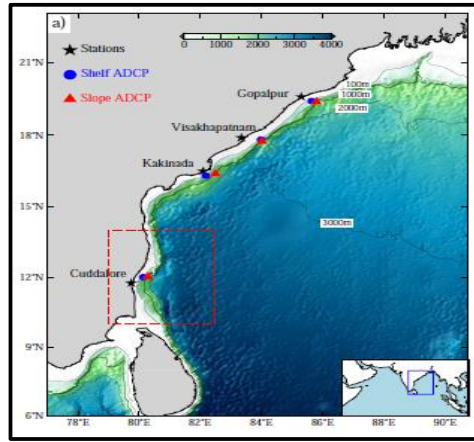 a)
Stations
Shelf ADCP
Slope ADCP
0 1000 2000 3000 4000
21°N
18°N
15°N
12°N
9°N
6°N
Gopalpur
Visakhapatnam
Kakinada
Cuddalore
100m
1000m
2000m
3000m
78°E 80°E 82°E 84°E 86°E 88°E 90°E